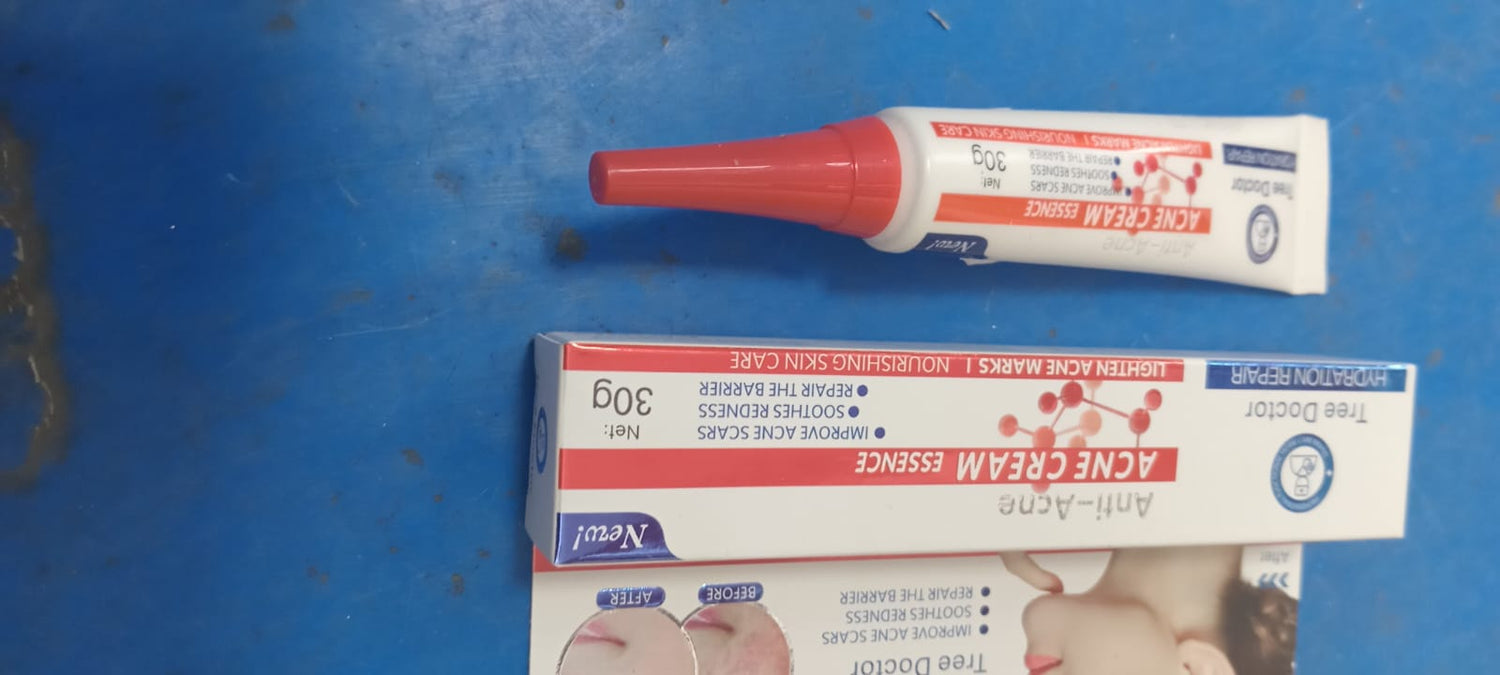 HYDRATION REPAIR
Tree Doctor
New!
Anti-Acne
ACNE CREAM ESSENCE
IMPROVE ACNE SCARS
SOOTHES REDNESS
REPAIR THE BARRIER
Net:
30g
LIGHTEN ACNE MARKS | NOURISHING SKIN CARE
Tree Doctor
HYDRATION REPAIR
New!
Anti-Acne
ACNE CREAM ESSENCE
IMPROVE ACNE SCARS
SOOTHES REDNESS
REPAIR THE BARRIER
Net:
30g
LIGHTEN ACNE MARKS | NOURISHING SKIN CARE
Tree Doctor
IMPROVE ACNE SCARS
SOOTHES REDNESS
REPAIR THE BARRIER
BEFORE
AFTER
After